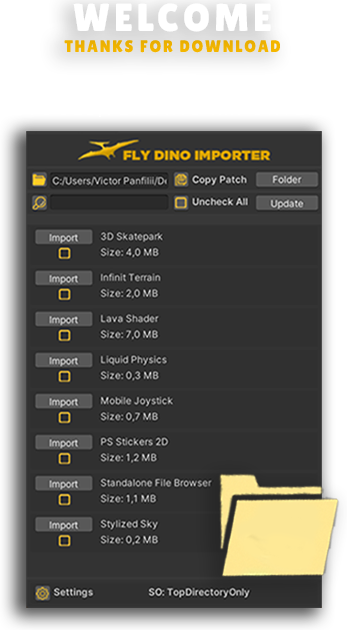 WELCOME
THANKS FOR DOWNLOAD
FLY DINO IMPORTER
C:/Users/Victor Panfilii/De
Copy Patch
Folder
Uncheck All
Update
Import
3D Skatepark
Size: 4,0 MB
Import
Infinit Terrain
Size: 2,0 MB
Import
Lava Shader
Size: 7,0 MB
Import
Liquid Physics
Size: 0,3 MB
Import
Mobile Joystick
Size: 0,7 MB
Import
PS Stickers 2D
Size: 1,2 MB
Import
Standalone File Browser
Size: 1,1 MB
Import
Stylized Sky
Size: 0,2 MB
Settings
SO: TopDirectoryOnly